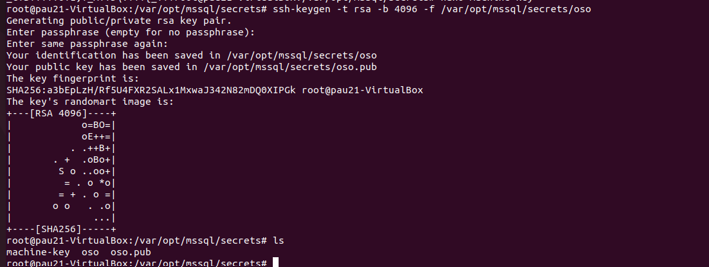 root@pau21-VirtualBox:/var/opt/mssql/secrets# ssh-keygen -t rsa -b 4096 -f /var/opt/mssql/secrets/oso
Generating public/private rsa key pair.
Enter passphrase (empty for no passphrase):
Enter same passphrase again:
Your identification has been saved in /var/opt/mssql/secrets/oso
Your public key has been saved in /var/opt/mssql/secrets/oso.pub
The key fingerprint is:
SHA256:a3bEpLzH/Rf5U4FXR2SALx1MxwaJ342N82mDQ0XIPGk root@pau21-VirtualBox
The key's randomart image is:
+---[RSA 4096]----+
|            o=BO=|
|            oE++=|
|          . .++B+|
|       . +  .oBo+|
|        S o ..oo+|
|         = . o *o|
|        = + . o =|
|       o o   . .o|
|              ...|
+----[SHA256]-----+
root@pau21-VirtualBox:/var/opt/mssql/secrets# ls
machine-key  oso  oso.pub
root@pau21-VirtualBox:/var/opt/mssql/secrets#